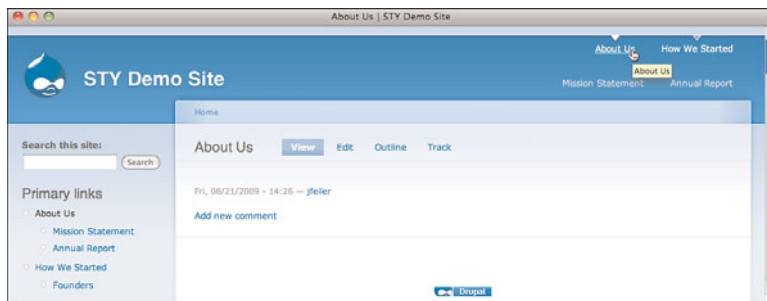 About Us | STY Demo Site
About Us How We Started
About Us
STY Demo Site
Mission Statement Annual Report
Home
Search this site:
Search
About Us View Edit Outline Track
Primary links
Fri, 08/21/2009 - 14:26 — jfeiler
About Us
Add new comment
Mission Statement
Annual Report
How We Started
Founders
Drupal